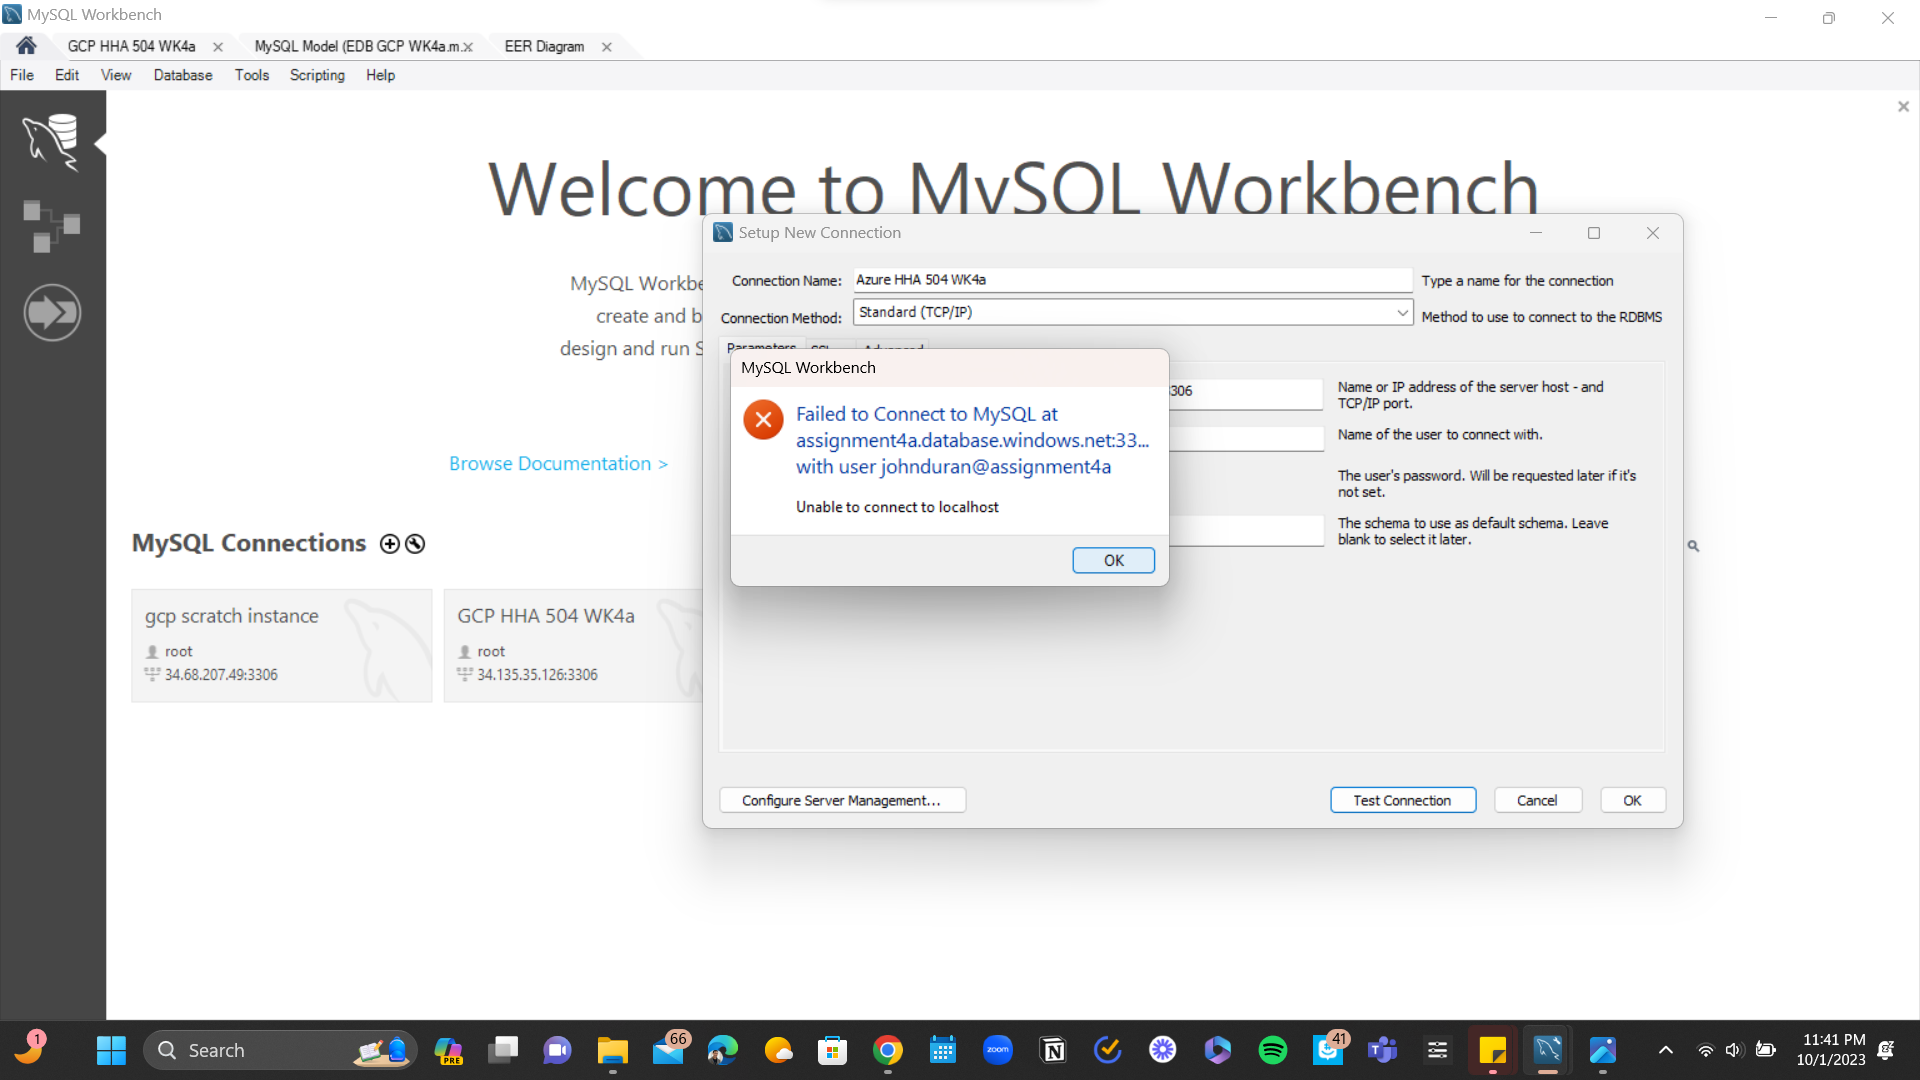 MySQL Workbench
GCP HHA 504 WK4a
MySQL Model (EDB GCP WK4a.m
EER Diagram
File Edit View Database Tools Scripting Help
Welcome to MySQL Workbench
Setup New Connection
Connection Name: Azure HHA 504 WK4a Type a name for the connection
MySQL Workbe
create and b
design and run S
Connection Method: Standard (TCP/IP) Method to use to connect to the RDBMS
Parameters SSL Advanced
MySQL Workbench
Failed to Connect to MySQL at
assignment4a.database.windows.net:33...
with user johnduran@assignment4a
Unable to connect to localhost
OK
306
Name or IP address of the server host - and
TCP/IP port.
Name of the user to connect with.
The user's password. Will be requested later if it's
not set.
The schema to use as default schema. Leave
blank to select it later.
Browse Documentation >
MySQL Connections
gcp scratch instance
root
34.68.207.49:3306
GCP HHA 504 WK4a
root
34.135.35.126:3306
Configure Server Management...
Test Connection
Cancel
OK
1
Search
PRE
66
zoom
41
11:41 PM
10/1/2023